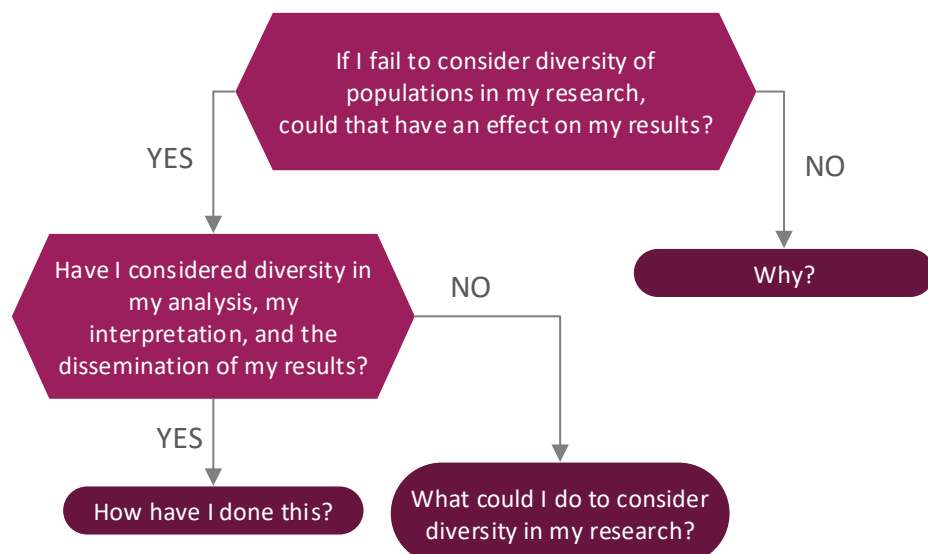 If I fail to consider diversity of
populations in my research,
could that have an effect on my results?
YES
NO
Have I considered diversity in
my analysis, my
interpretation, and the
dissemination of my results?
NO
Why?
YES
How have I done this?
What could I do to consider
diversity in my research?